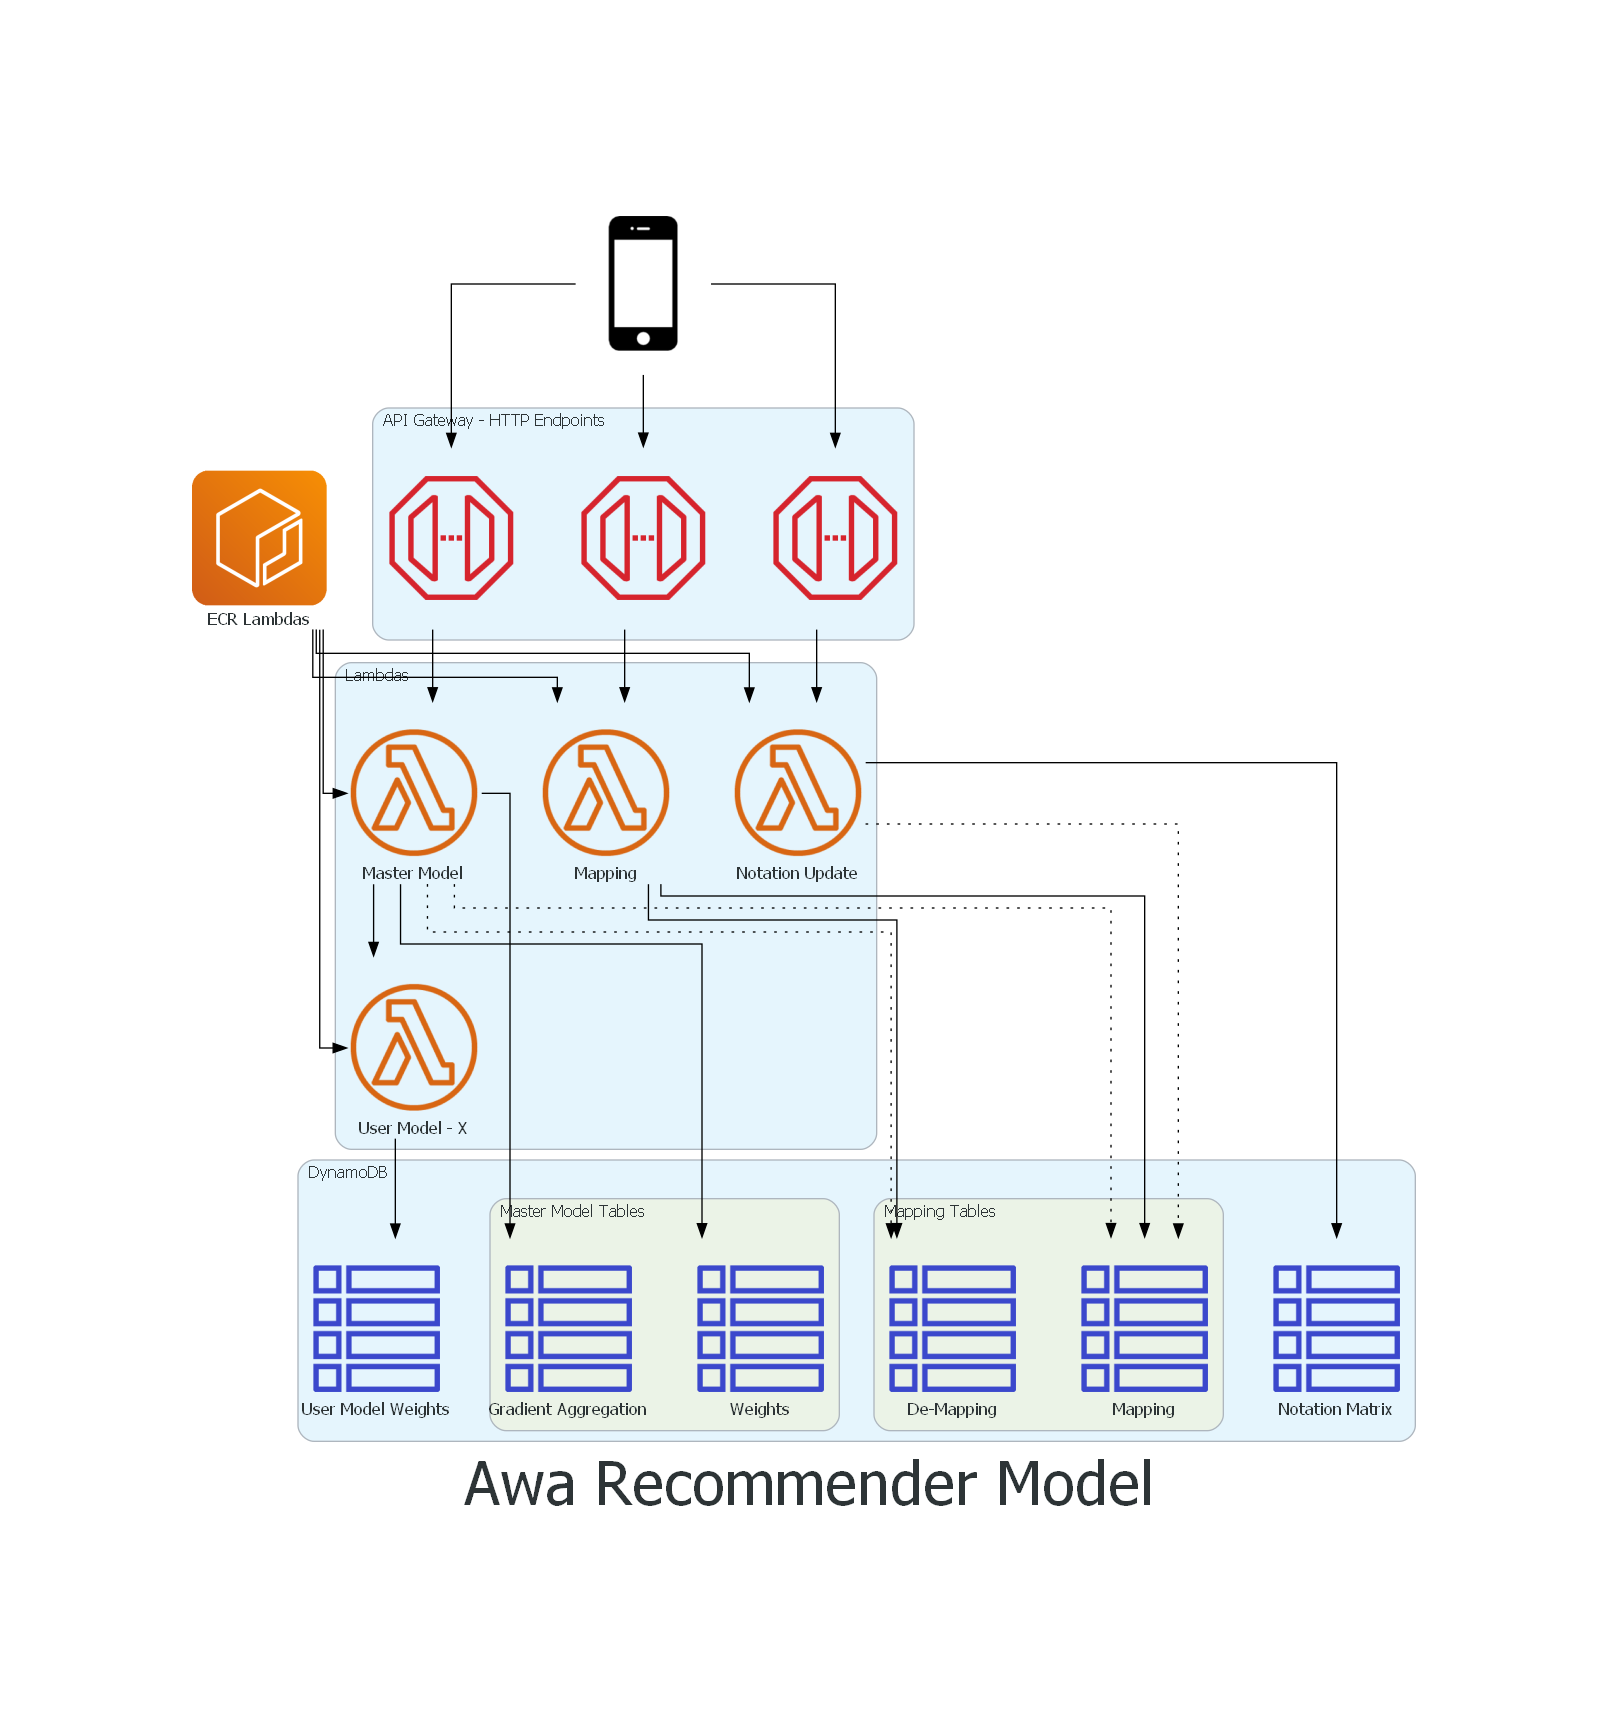 API Gateway - HTTP Endpoints
ECR Lambdas
Lambdas
Master Model
Mapping
Notation Update
User Model - X
DynamoDB
Master Model Tables
Mapping Tables
User Model Weights
Gradient Aggregation
Weights
De-Mapping
Mapping
Notation Matrix
Awa Recommender Model